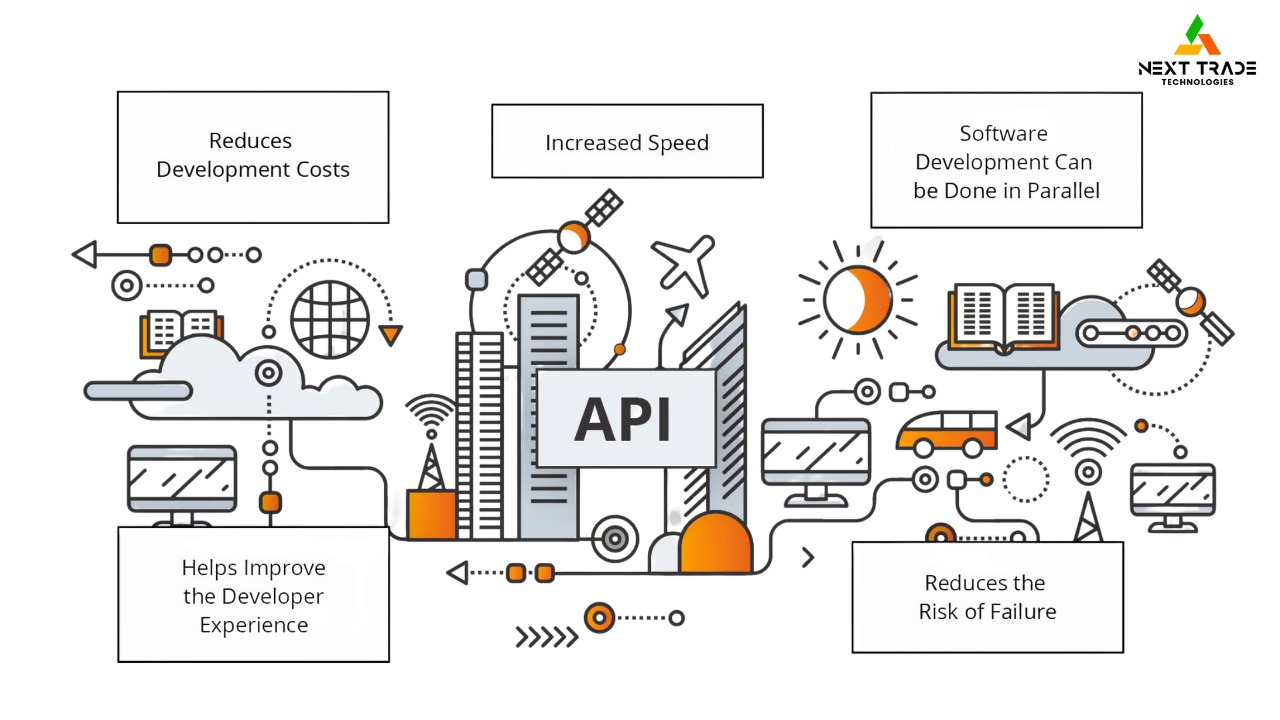 NEXT TRADE
TECHNOLOGIES
Reduces
Development Costs
Increased Speed
Software
Development Can
be Done in Parallel
API
Helps Improve
the Developer
Experience
Reduces the
Risk of Failure